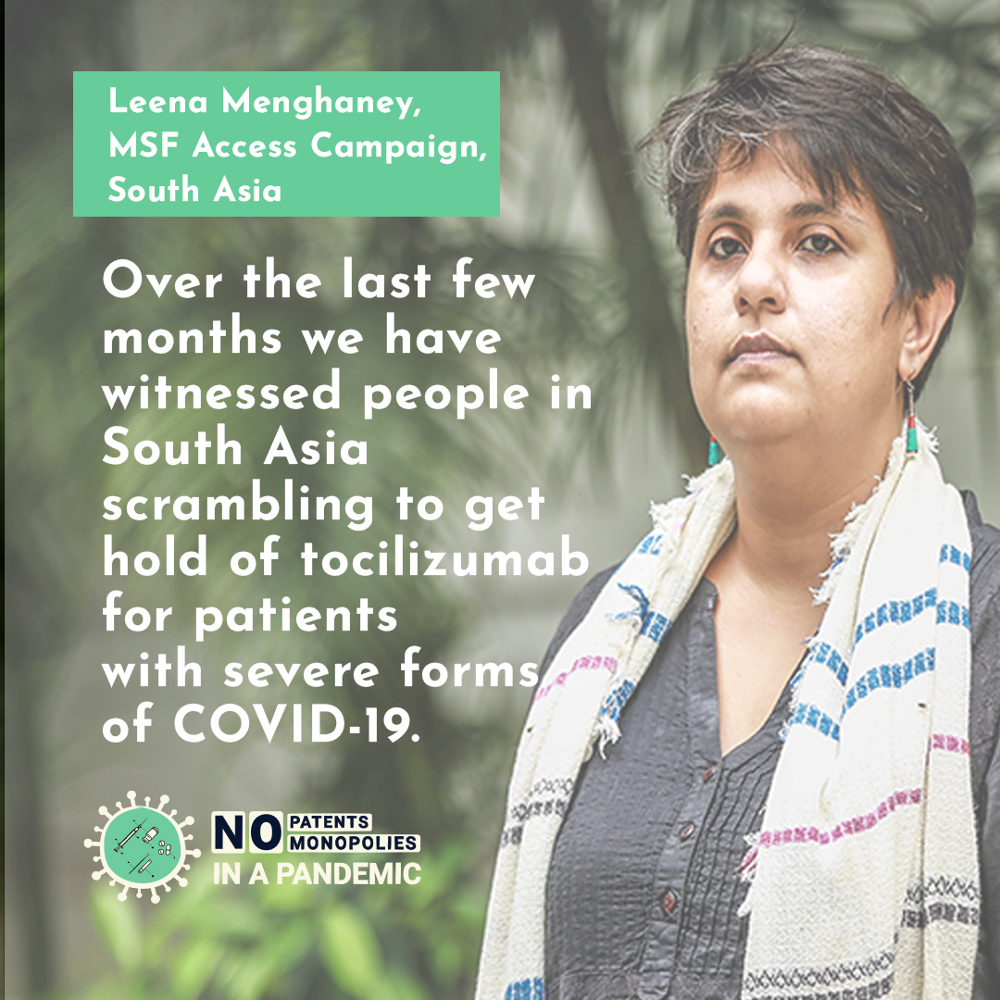 Leena Menghaney,
MSF Access Campaign,
South Asia
Over the last few
months we have
witnessed people in
South Asia
scrambling to get
hold of tocilizumab
for patients
with severe forms
of COVID-19.
NO PATENTS
MONOPOLIES
IN A PANDEMIC